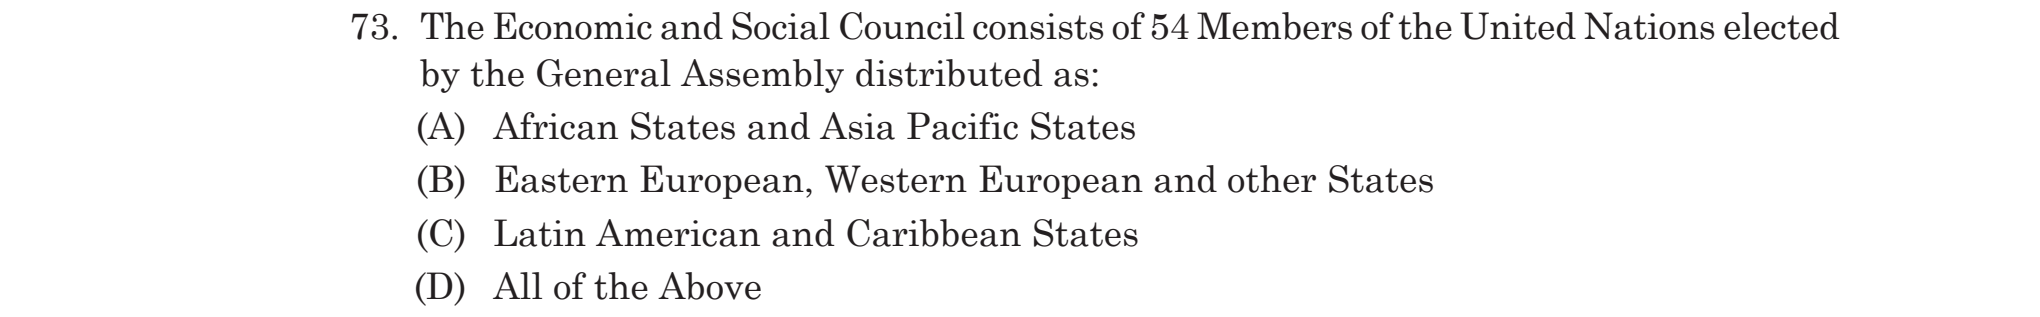 73. The Economic and Social Council consists of 54 Members of the United Nations elected
by the General Assembly distributed as:
(A) African States and Asia Pacific States
(B) Eastern European, Western European and other States
(C) Latin American and Caribbean States
(D) All of the Above